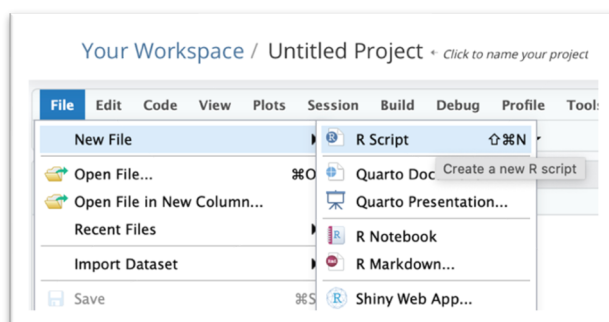 Your Workspace / Untitled Project ← Click to name your project
File Edit Code View Plots Session Build Debug Profile
New File
R Script ⇧⌘N
Create a new R script
Open File... ⌘O
Quarto
Open File in New Column...
Quarto Presentation...
Recent Files
R Notebook
Import Dataset
R Markdown...
Save ⌘S
Shiny Web App...